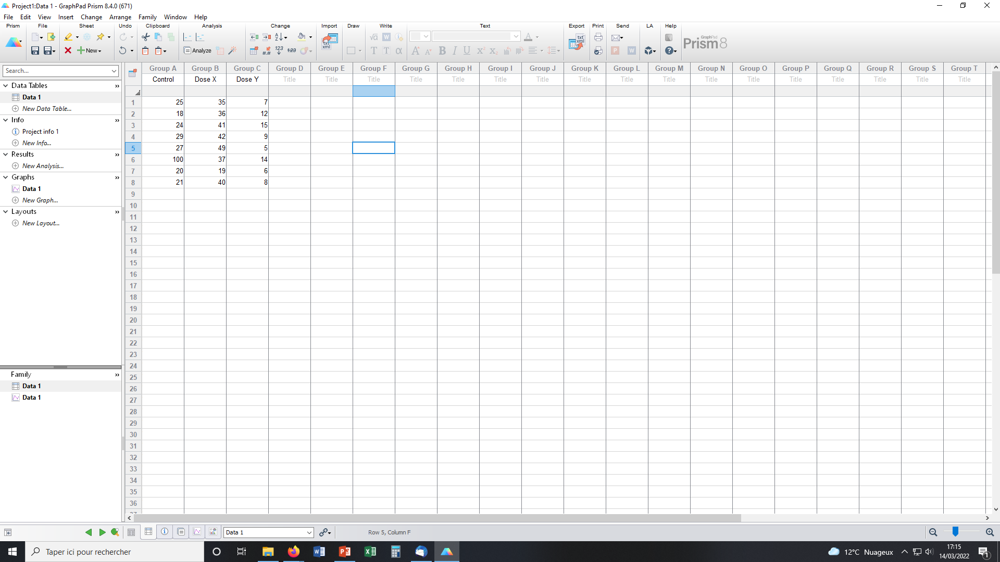 Project1:Data 1 - GraphPad Prism 8.4.0 (671)
File Edit View Insert Change Arrange Family Window Help
Prism File Sheet Undo Clipboard Analysis Change Import Draw Write Text Export Print Send LA Help
New Analyze
GraphPad
Prism 8
Search...
Data Tables
Data 1
New Data Table...
Info
Project info 1
New Info...
Results
New Analysis...
Graphs
Data 1
New Graph...
Layouts
New Layout...
Family
Data 1
Data 1
Group A Group B Group C Group D Group E Group F Group G Group H Group I Group J Group K Group L Group M Group N Group O Group P Group Q Group R Group S Group T
Control Dose X Dose Y Title Title Title Title Title Title Title Title Title Title Title Title Title Title Title Title Title
1 25 35 7
2 18 36 12
3 24 41 15
4 29 42 9
5 27 49 5
6 100 37 14
7 20 19 6
8 21 40 8
9
10
11
12
13
14
15
16
17
18
19
20
21
22
23
24
25
26
27
28
29
30
31
32
33
34
35
36
Data 1 Row 5, Column F
Taper ici pour rechercher
12°C Nuageux
17:15
14/03/2022
1